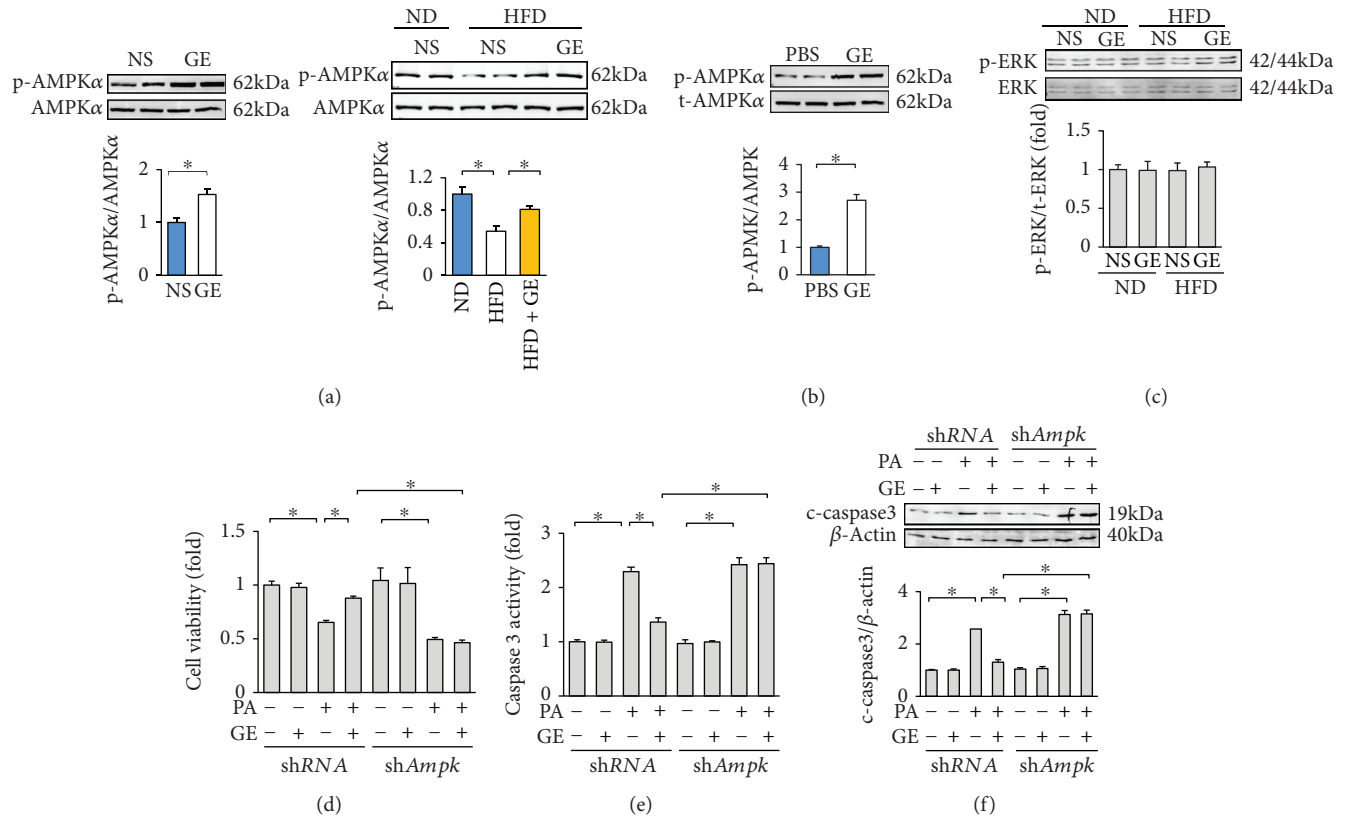 ND HFD
NS GE
p-AMPKα 62kDa
AMPKα 62kDa
p-AMPKα/AMPKα
2
1
0
*
NS GE
NS NS GE
p-AMPKα 62kDa
AMPKα 62kDa
p-AMPKα/AMPKα
1.2
0.8
0.4
0
* *
ND
HFD
HFD + GE
(a)
PBS GE
p-AMPKα 62kDa
t-AMPKα 62kDa
p-APMK/AMPK
4
3
2
1
0
*
PBS GE
(b)
ND HFD
NS GE NS GE
p-ERK 42/44kDa
ERK 42/44kDa
p-ERK/t-ERK (fold)
1.5
1
0.5
0
NS GE NS GE
ND HFD
(c)
Cell viability (fold)
1.5
1
0.5
0
* * * *
PA – – + + – – + +
GE – + – + – + – +
shRNA shAmpk
(d)
Caspase 3 activity (fold)
3
2
1
0
* * * *
PA – – + + – – + +
GE – + – + – + – +
shRNA shAmpk
(e)
shRNA shAmpk
PA – – + + – – + +
GE – + – + – + – +
c-caspase3 19kDa
β-Actin 40kDa
c-caspase3/β-actin
4
2
0
* * * *
PA – – + + – – + +
GE – + – + – + – +
shRNA shAmpk
(f)